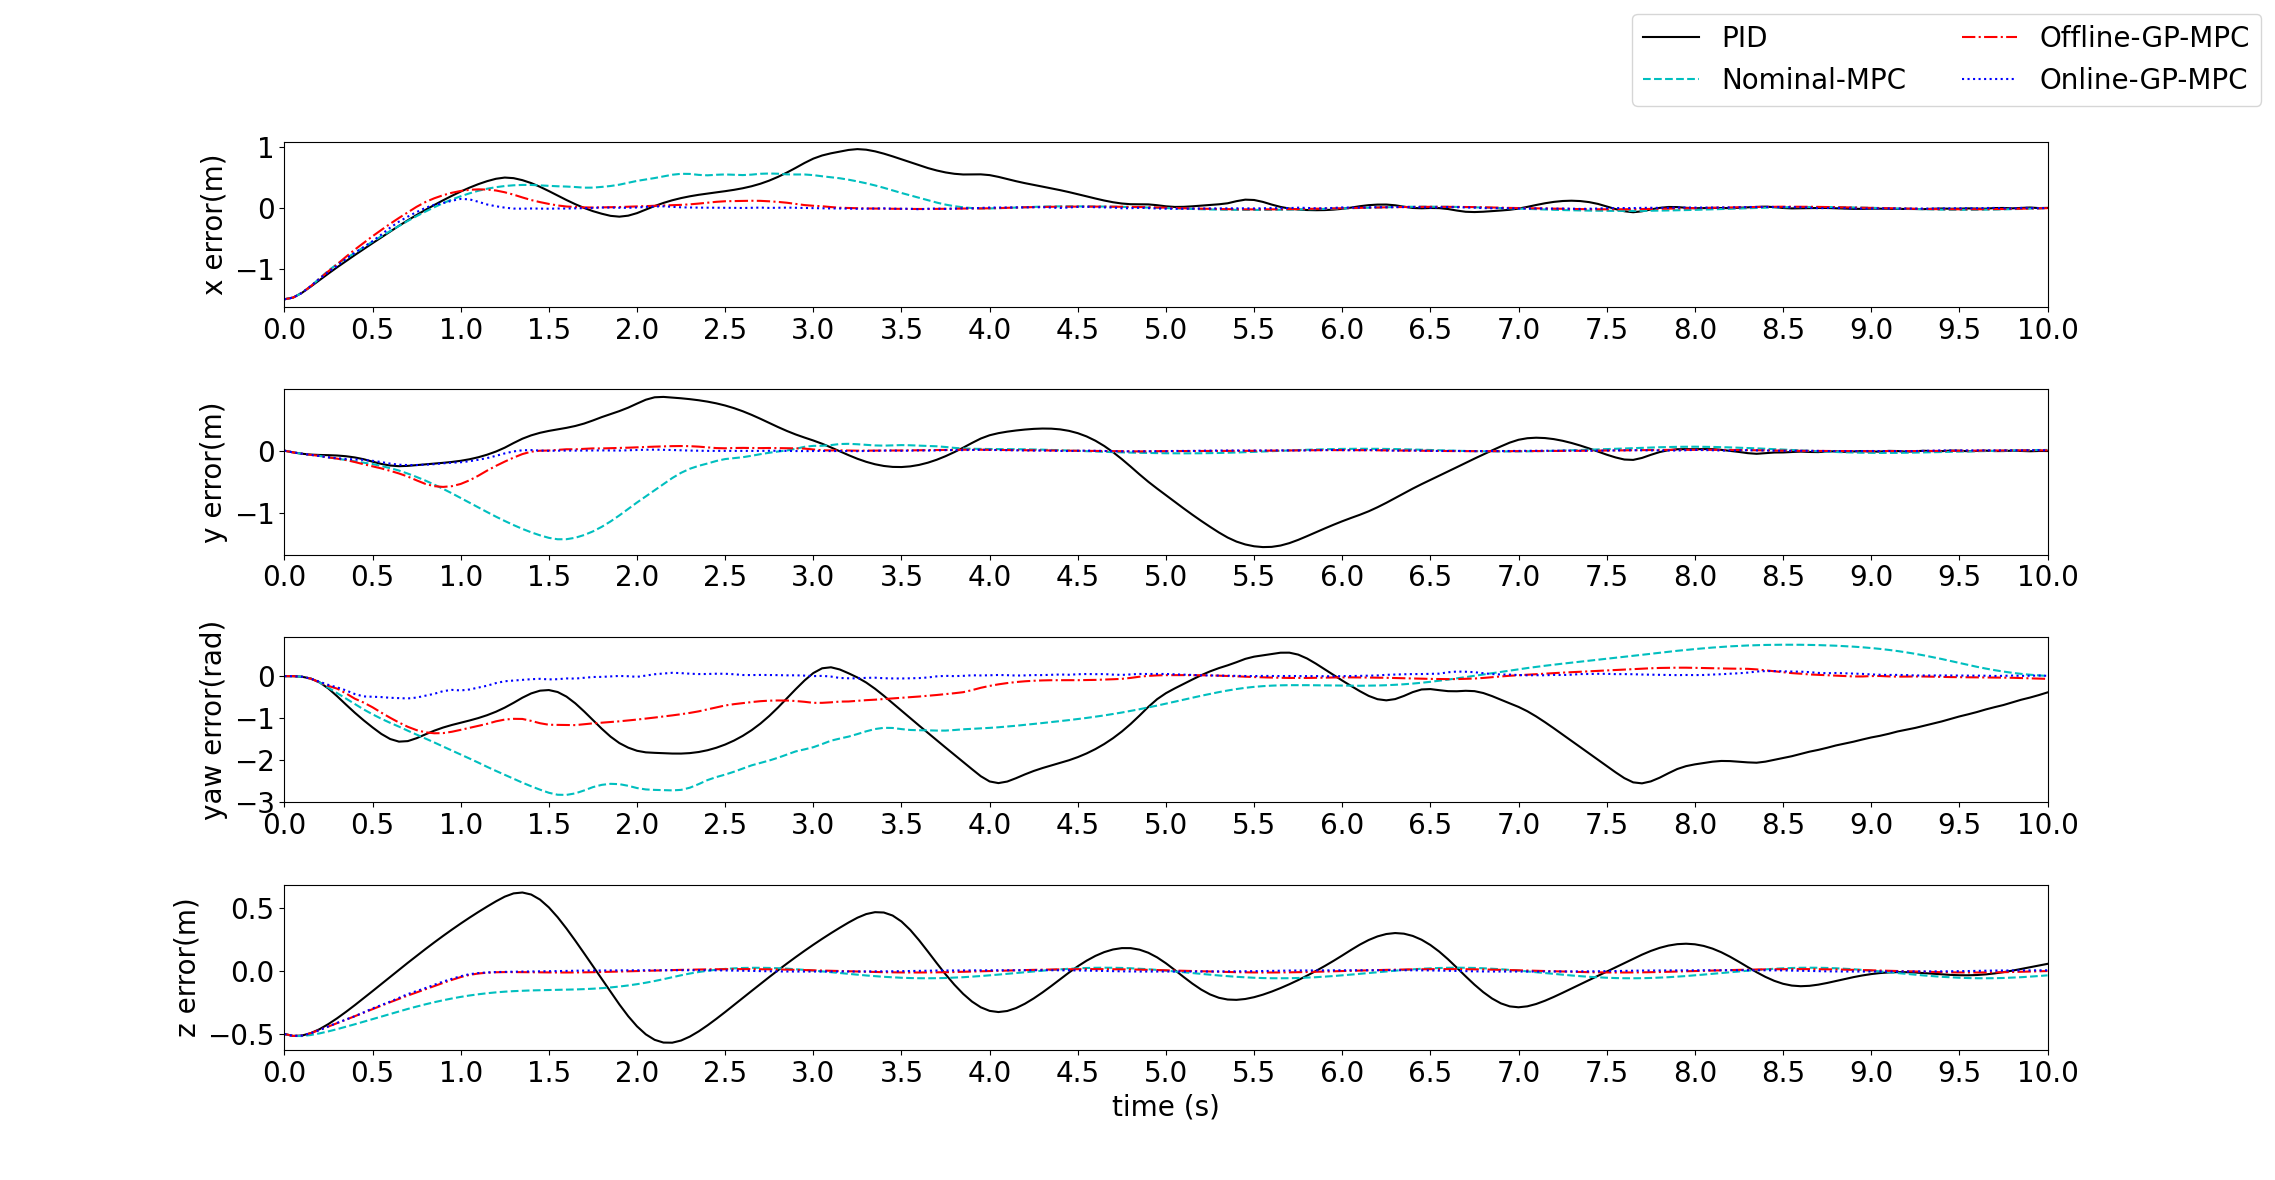 PID
Nominal-MPC
Offline-GP-MPC
Online-GP-MPC
x error(m)
1
0
−1
0.0 0.5 1.0 1.5 2.0 2.5 3.0 3.5 4.0 4.5 5.0 5.5 6.0 6.5 7.0 7.5 8.0 8.5 9.0 9.5 10.0
y error(m)
0
−1
0.0 0.5 1.0 1.5 2.0 2.5 3.0 3.5 4.0 4.5 5.0 5.5 6.0 6.5 7.0 7.5 8.0 8.5 9.0 9.5 10.0
yaw error(rad)
0
−1
−2
−3
0.0 0.5 1.0 1.5 2.0 2.5 3.0 3.5 4.0 4.5 5.0 5.5 6.0 6.5 7.0 7.5 8.0 8.5 9.0 9.5 10.0
z error(m)
0.5
0.0
−0.5
0.0 0.5 1.0 1.5 2.0 2.5 3.0 3.5 4.0 4.5 5.0 5.5 6.0 6.5 7.0 7.5 8.0 8.5 9.0 9.5 10.0
time (s)